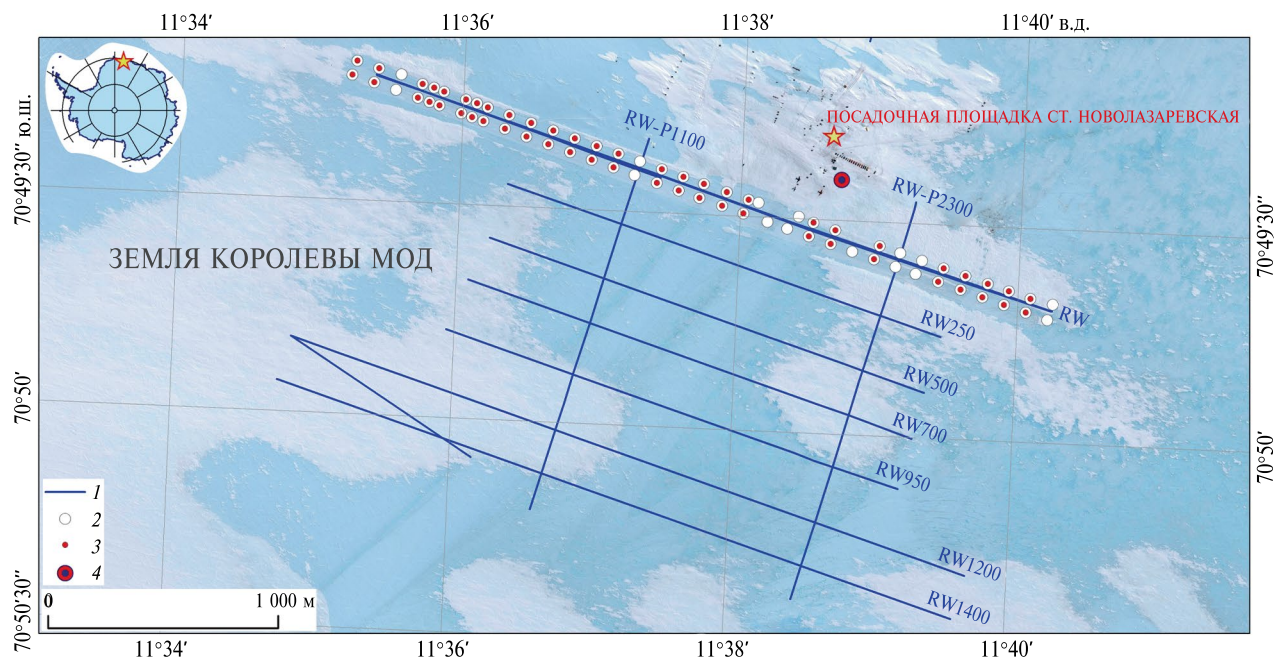 11°34′
11°36′
11°38′
11°40′ в.д.
70°49′30″ ю.ш.
ПОСАДОЧНАЯ ПЛОЩАДКА СТ. НОВОЛАЗАРЕВСКАЯ
RW-P1100
RW-P2300
70°49′30″
ЗЕМЛЯ КОРОЛЕВЫ МОД
RW
RW250
RW500
70°50′
RW700
70°50′
RW950
1
2
3
4
RW1200
RW1400
0
1 000 м
70°50′30″
11°34′
11°36′
11°38′
11°40′